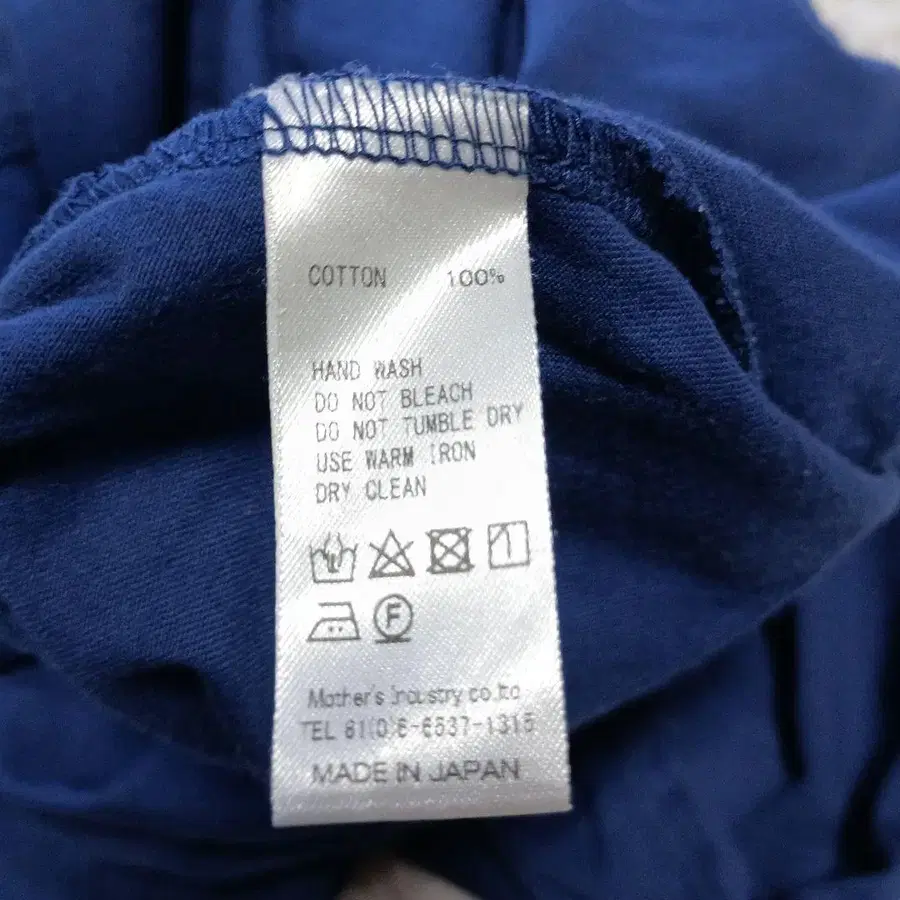 COTTON 100%
HAND WASH
DO NOT BLEACH
DO NOT TUMBLE DRY
USE WARM IRON
DRY CLEAN
F
Mother's Industry co.ltd
TEL 81(0)6-6537-1315
MADE IN JAPAN